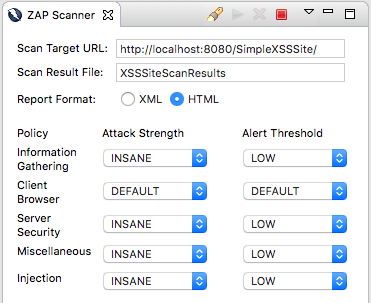 ZAP Scanner
Scan Target URL: http://localhost:8080/SimpleXSSSite/
Scan Result File: XSSSiteScanResults
Report Format: XML HTML
Policy Attack Strength Alert Threshold
Information
Gathering INSANE LOW
Client
Browser DEFAULT DEFAULT
Server
Security INSANE LOW
Miscellaneous INSANE LOW
Injection INSANE LOW